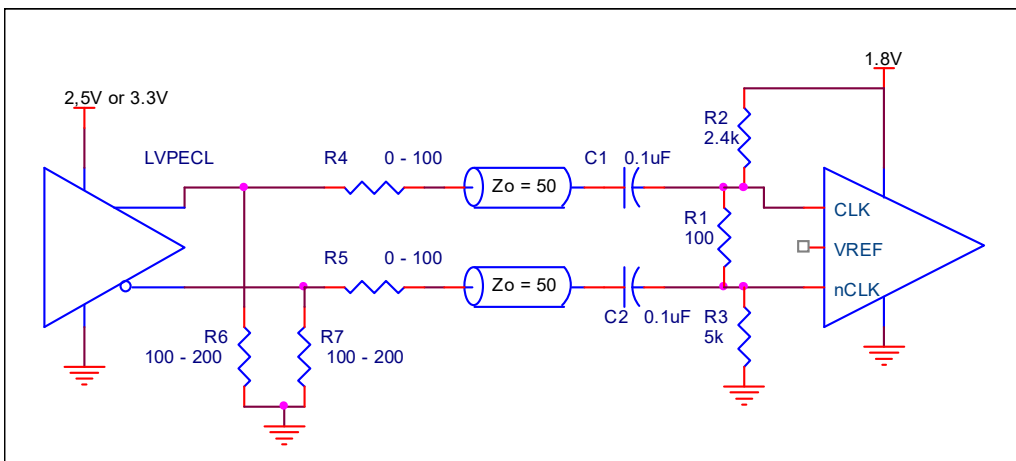 1.8V
2,5V or 3.3V
R2
2.4k
LVPECL
R4 0 - 100
C1 0.1uF
Zo = 50
CLK
R1
100
VREF
R5 0 - 100
Zo = 50
nCLK
C2 0.1uF
R3
5k
R6
100 - 200
R7
100 - 200